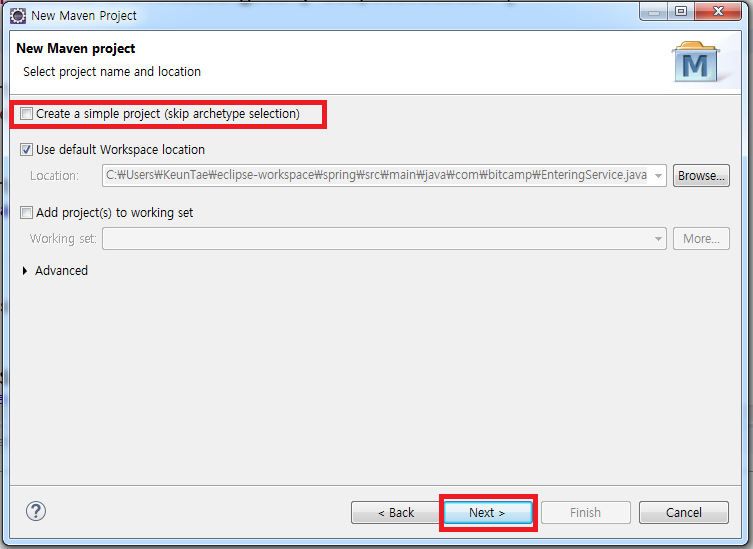 New Maven Project
New Maven project
Select project name and location
M
Create a simple project (skip archetype selection)
Use default Workspace location
Location: C:₩Users₩KeunTae₩eclipse-workspace₩spring₩src₩main₩java₩com₩bitcamp₩EnteringService.java Browse...
Add project(s) to working set
Working set: More...
Advanced
? < Back Next > Finish Cancel